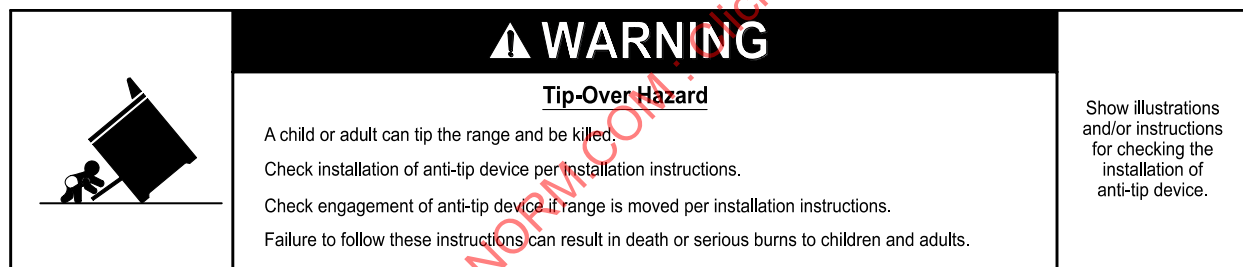 WARNING
Tip-Over Hazard
A child or adult can tip the range and be killed.
Check installation of anti-tip device per installation instructions.
Check engagement of anti-tip device if range is moved per installation instructions.
Failure to follow these instructions can result in death or serious burns to children and adults.
Show illustrations
and/or instructions
for checking the
installation of
anti-tip device.
NORM.COM : Click